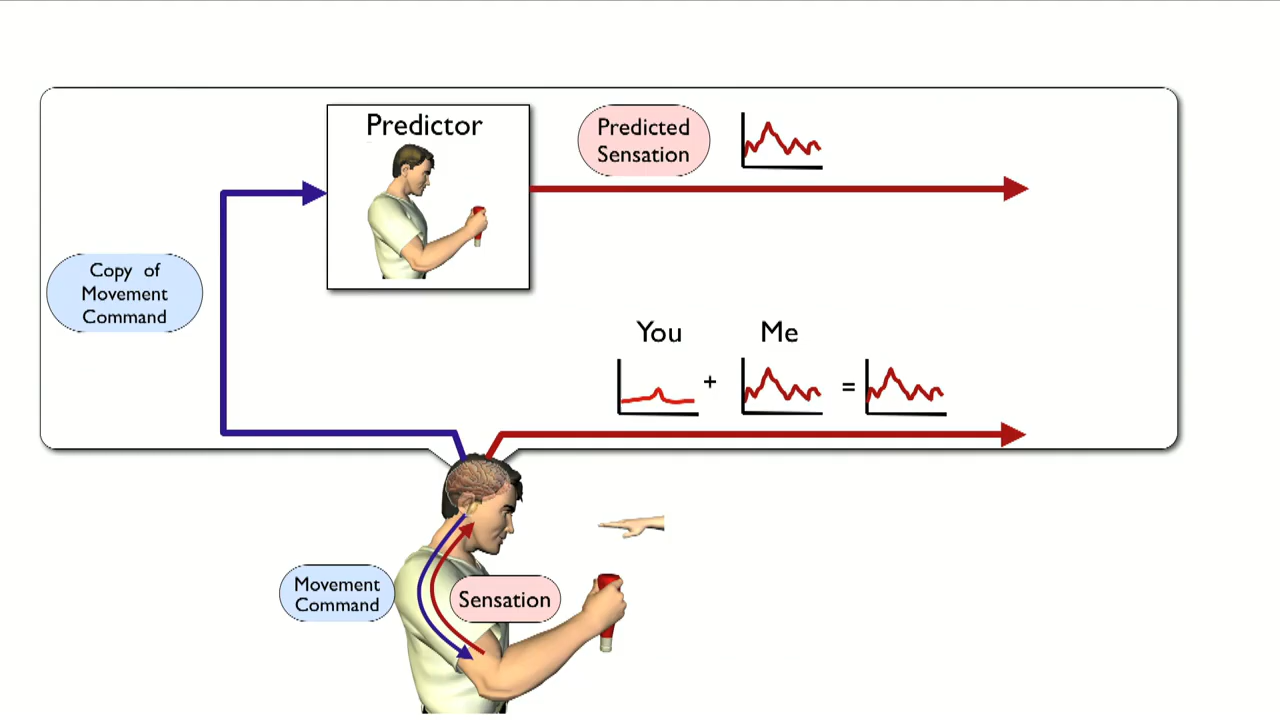 Predictor
Predicted
Sensation
Copy of
Movement
Command
You Me
+ =
Movement
Command
Sensation